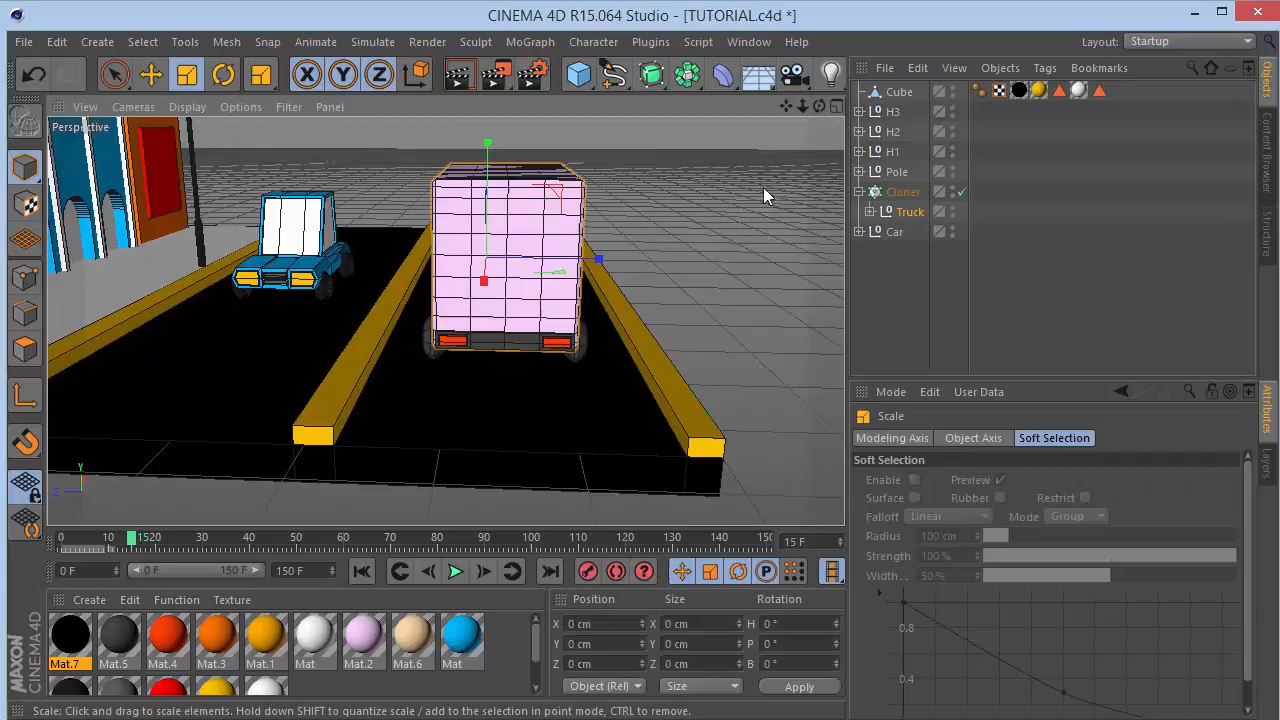 CINEMA 4D R15.064 Studio - [TUTORIAL.c4d *]
File Edit Create Select Tools Mesh Snap Animate Simulate Render Sculpt MoGraph Character Plugins Script Window Help
Layout: Startup
X Y Z
File Edit View Objects Tags Bookmarks
View Cameras Display Options Filter Panel
Perspective
Cube
H3
H2
H1
Pole
Cloner
Truck
Car
Objects
Content Browser
Structure
Mode Edit User Data
Scale
Modeling Axis Object Axis Soft Selection
Soft Selection
Enable Preview
Surface Rubber Restrict
Falloff Linear Mode Group
Radius 100 cm
Strength 100 %
Width . . 50 %
0.8
0.4
Attributes
Layers
Y
Z
0 10 1520 30 40 50 60 70 80 90 100 110 120 130 140 150
15 F
0 F 0 F 150 F 150 F
P
Create Edit Function Texture
Mat.7 Mat.5 Mat.4 Mat.3 Mat.1 Mat Mat.2 Mat.6 Mat
Position Size Rotation
X 0 cm X 0 cm H 0 °
Y 0 cm Y 0 cm P 0 °
Z 0 cm Z 0 cm B 0 °
Object (Rel) Size Apply
MAXON
CINEMA 4D
Scale: Click and drag to scale elements. Hold down SHIFT to quantize scale / add to the selection in point mode, CTRL to remove.